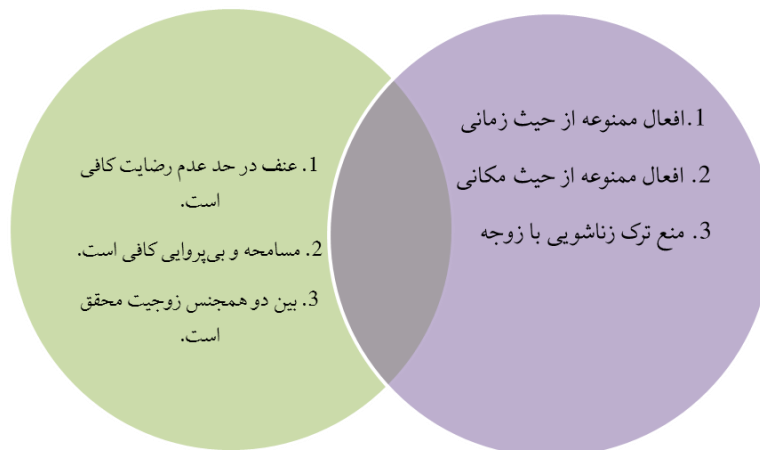 1.افعال ممنوعه از حیث زمانی
2. افعال ممنوعه از حیث مکانی
3. منع ترک زناشویی با زوجه
1. عنف در حد عدم رضایت کافی
است.
2. مسامحه و بی‌پروایی کافی است.
3. بین دو همجنس زوجیت محقق
است.